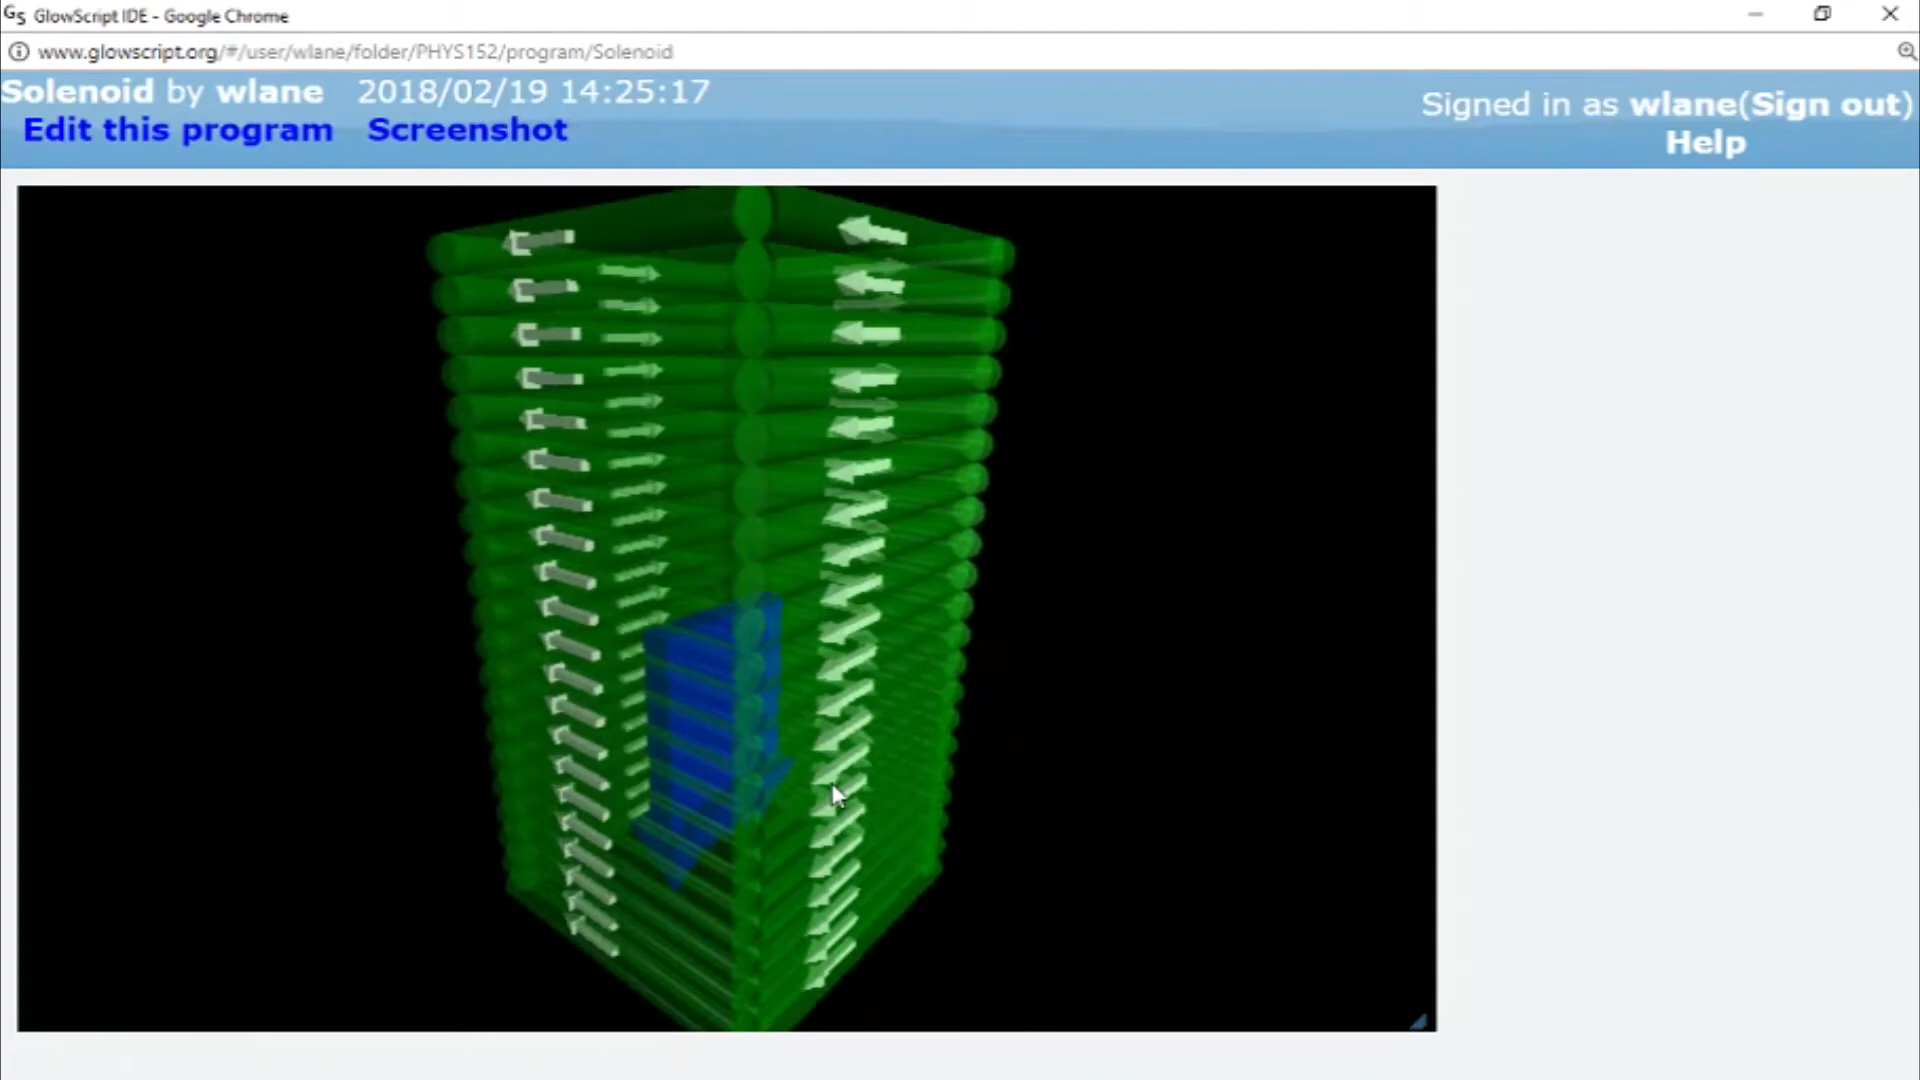 GS GlowScript IDE - Google Chrome
www.glowscript.org/#/user/wlane/folder/PHYS152/program/Solenoid
Solenoid by wlane 2018/02/19 14:25:17
Signed in as wlane(Sign out)
Edit this program Screenshot
Help